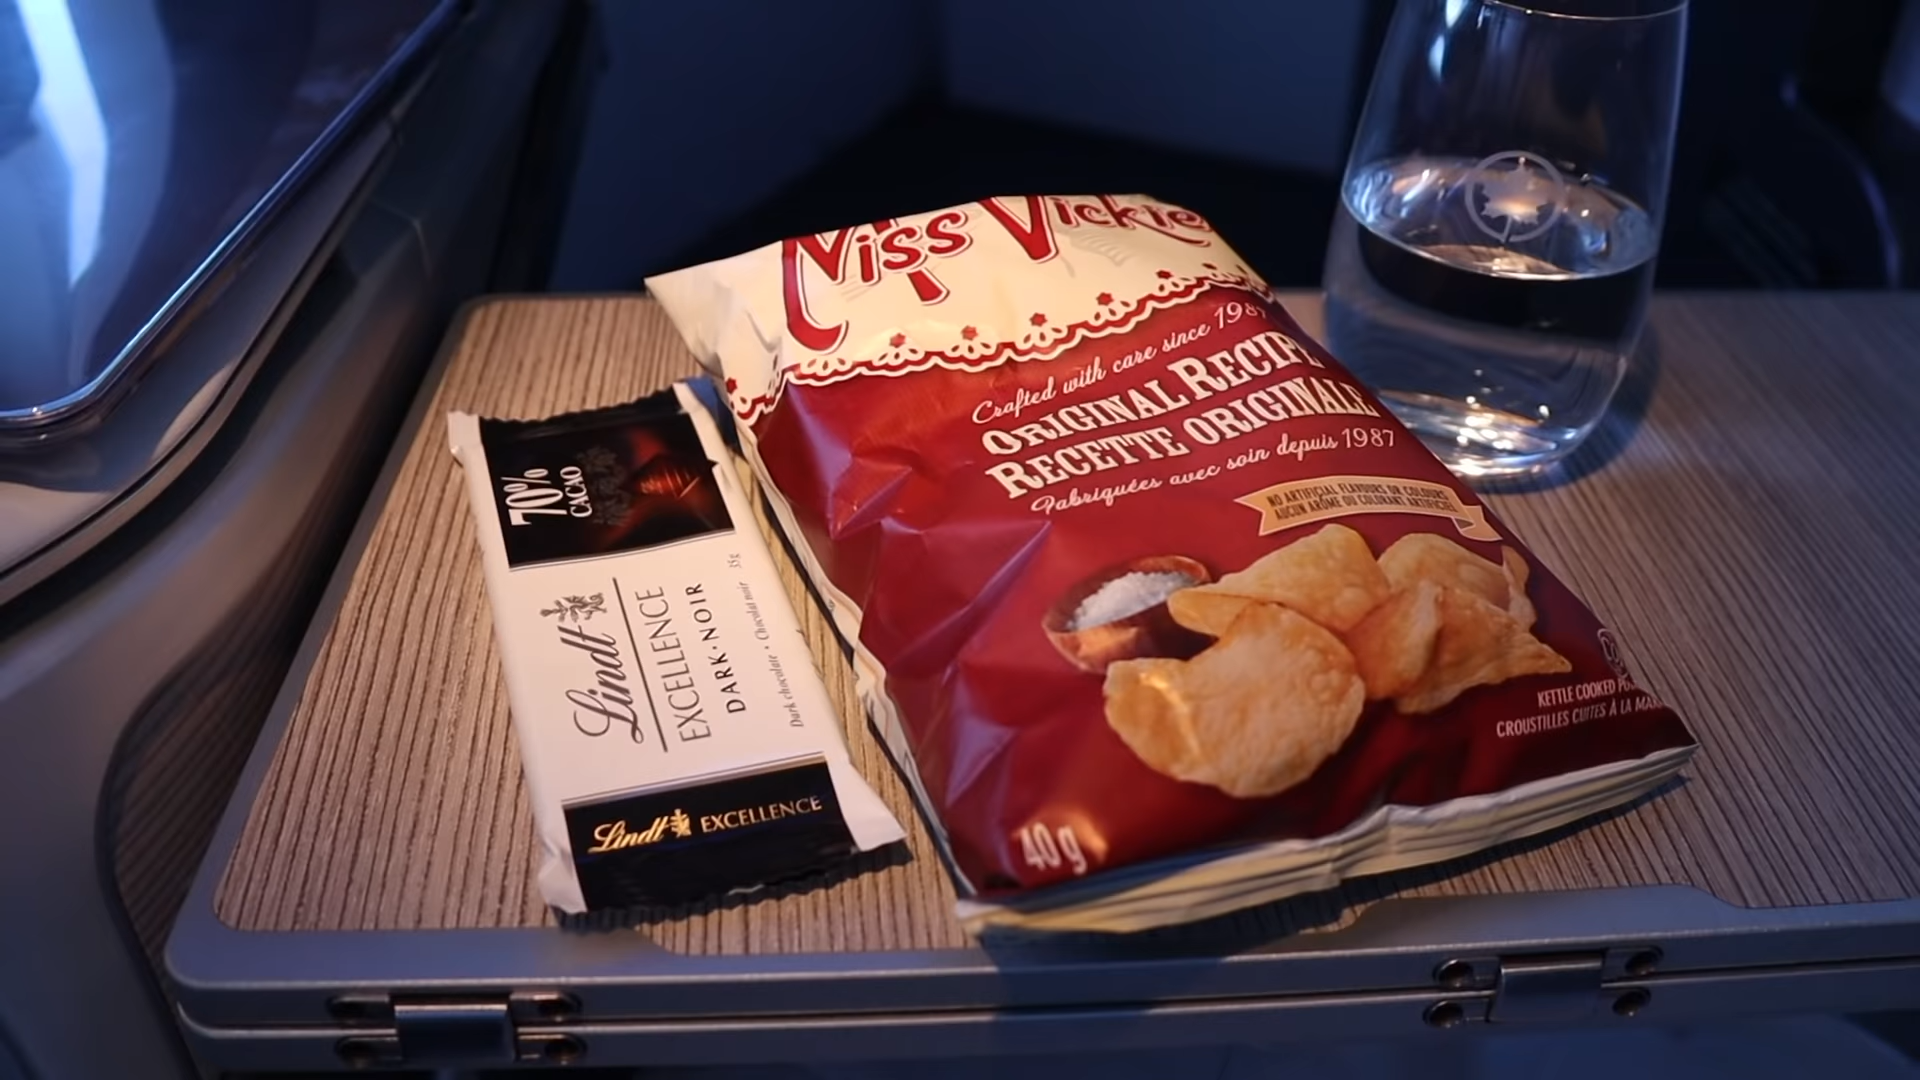 Miss Vickie
Crafted with care since 1987
ORIGINAL RECIPE
RECETTE ORIGINALE
Fabriquées avec soin depuis 1987
NO ARTIFICIAL FLAVOURS OR COLOURS
AUCUN ARÔME OU COLORANT ARTIFICIEL
KETTLE COOKED
CROUSTILLES CUITES À LA
40 g
70%
CACAO
Lindt
EXCELLENCE
DARK · NOIR
Dark chocolate • Chocolat noir 35g
Lindt EXCELLENCE